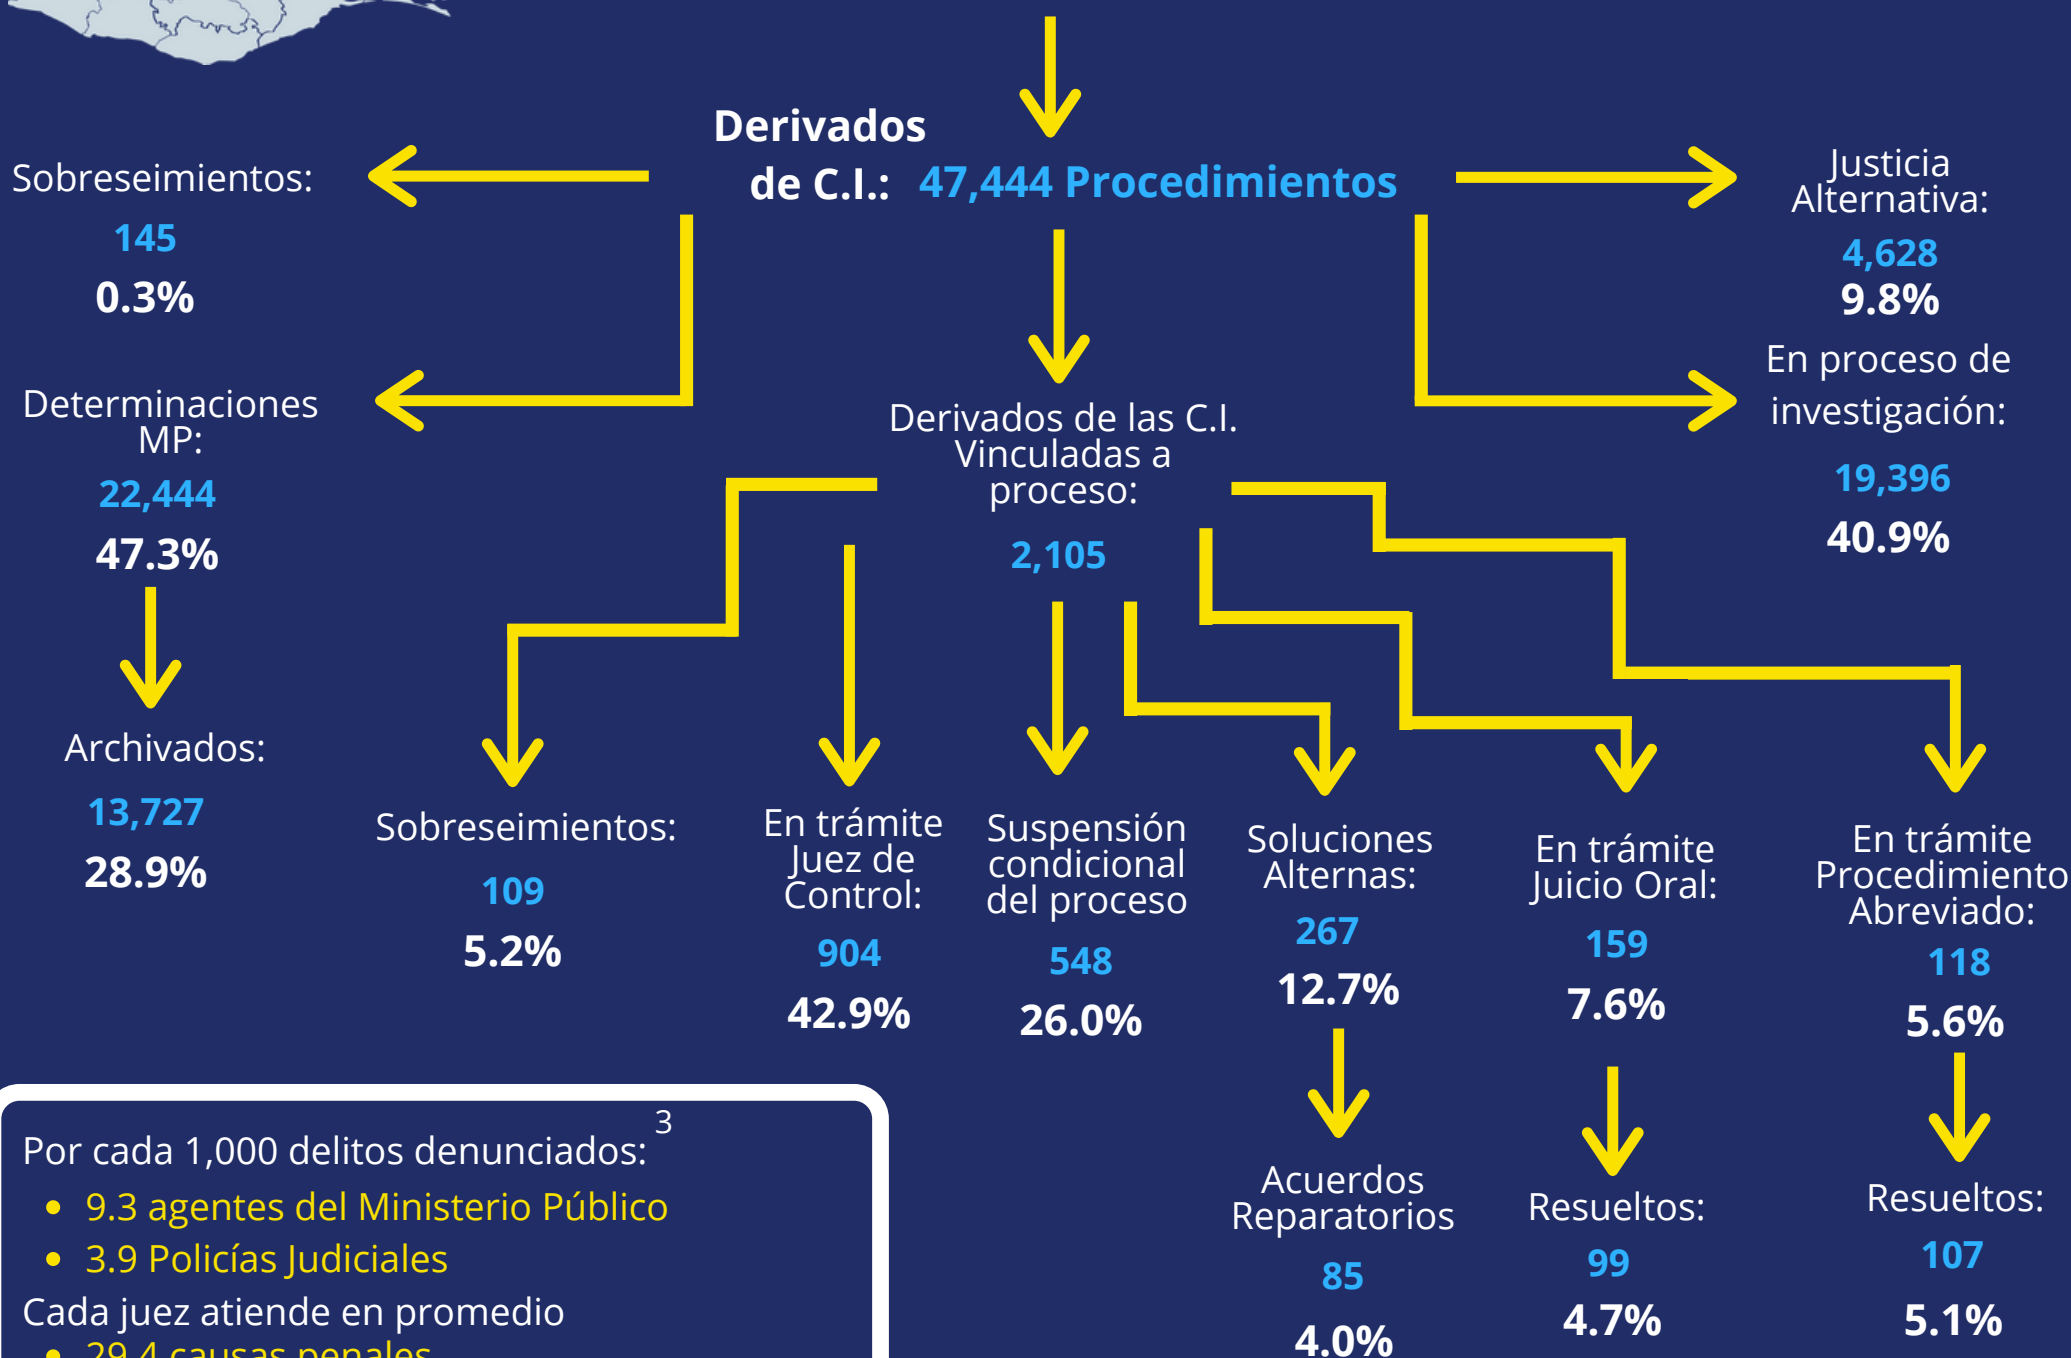 Derivados
de C.I.: 47,444 Procedimientos
Sobreseimientos:
145
0.3%
Justicia
Alternativa:
4,628
9.8%
Determinaciones
MP:
22,444
47.3%
En proceso de
investigación:
19,396
40.9%
Derivados de las C.I.
Vinculadas a
proceso:
2,105
Archivados:
13,727
28.9%
Sobreseimientos:
109
5.2%
En trámite
Juez de
Control:
904
42.9%
Suspensión
condicional
del proceso
548
26.0%
Soluciones
Alternas:
267
12.7%
En trámite
Juicio Oral:
159
7.6%
En trámite
Procedimiento
Abreviado:
118
5.6%
Acuerdos
Reparatorios
85
4.0%
Resueltos:
99
4.7%
Resueltos:
107
5.1%
Por cada 1,000 delitos denunciados: 3
• 9.3 agentes del Ministerio Público
• 3.9 Policías Judiciales
Cada juez atiende en promedio
• 29.4 causas penales